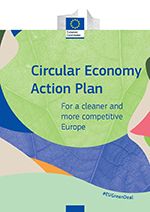 European
Commission
Circular Economy
Action Plan
For a cleaner and
more competitive
Europe
#EUGreenDeal